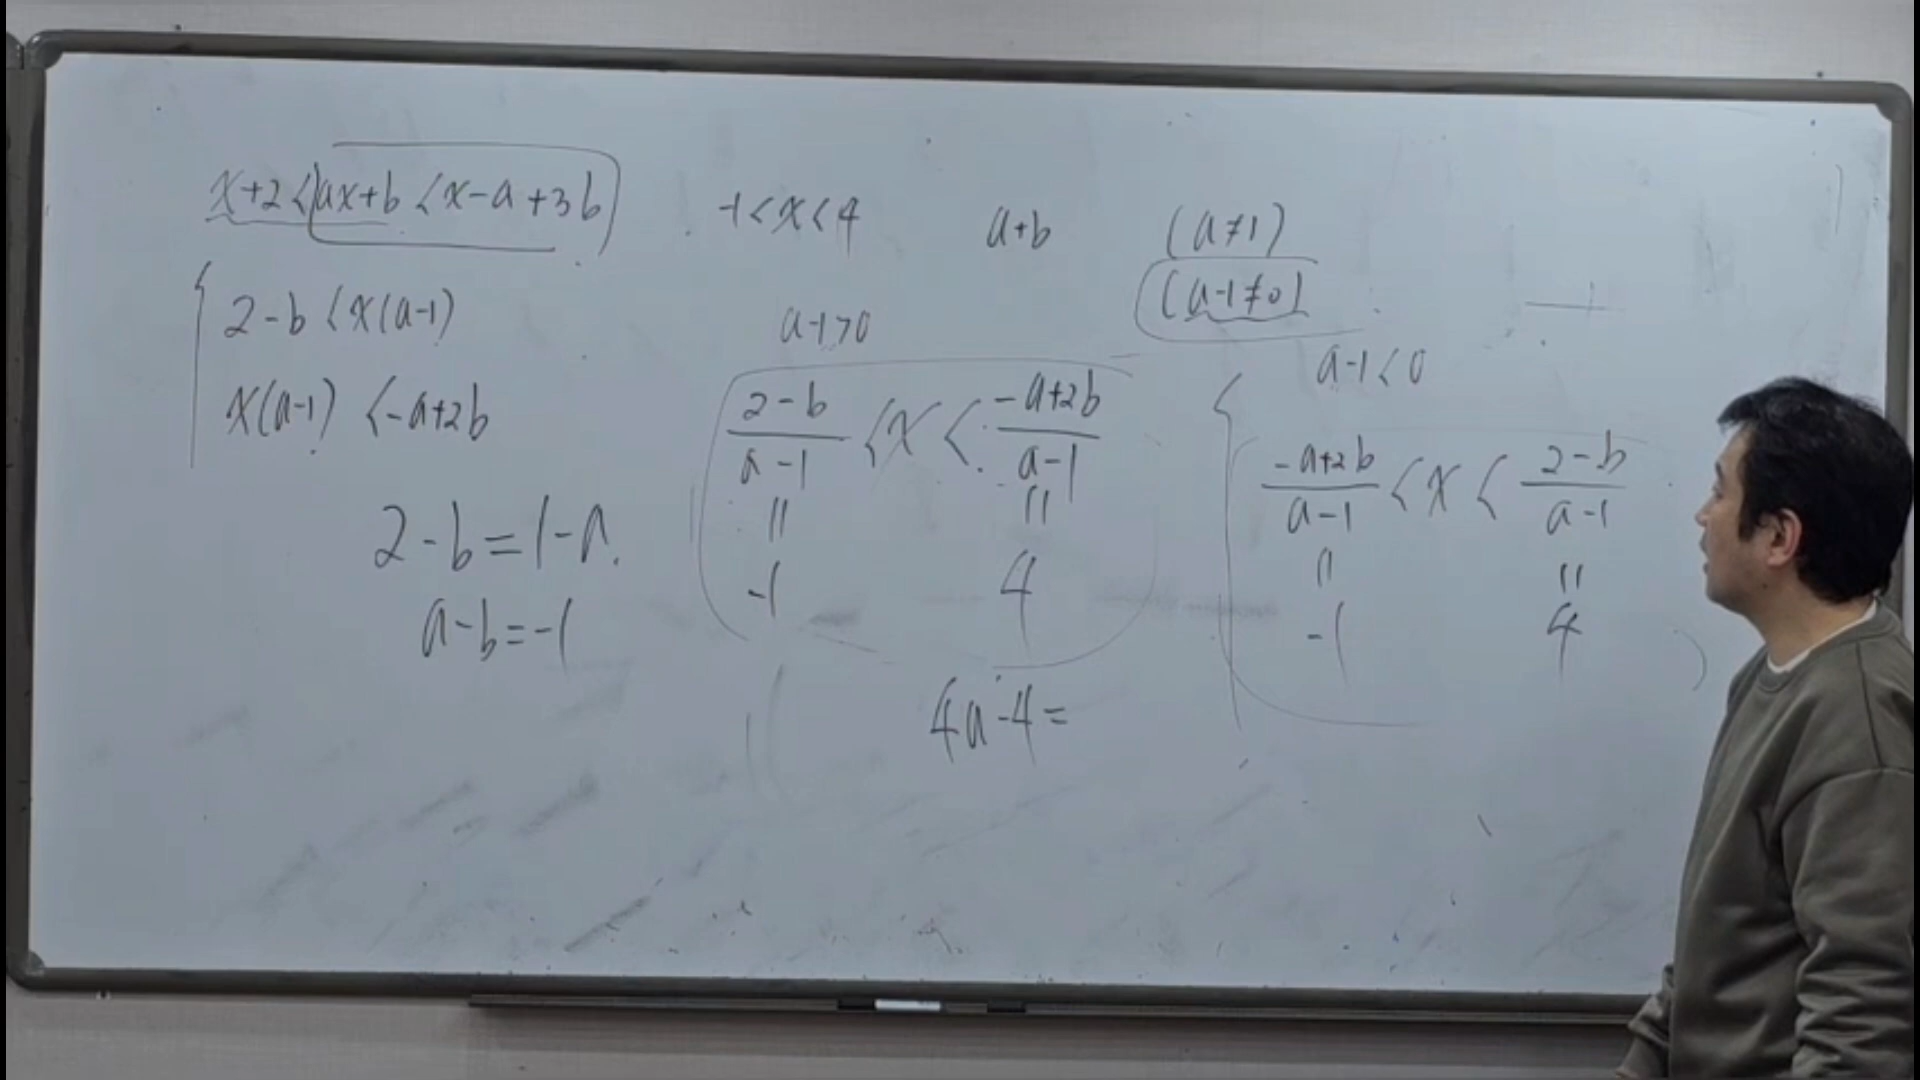 x+2<ax+b<x-a+3b
-1<x<4
a+b
(a≠1)
(a-1≠0)
2-b<x(a-1)
x(a-1)<-a+2b
2-b=1-a.
a-b=-1
a-1>0
2-b/a-1 < x < -a+2b/a-1
=
=
-1
4
4a-4=
a-1<0
-a+2b/a-1 < x < 2-b/a-1
=
=
-1
4